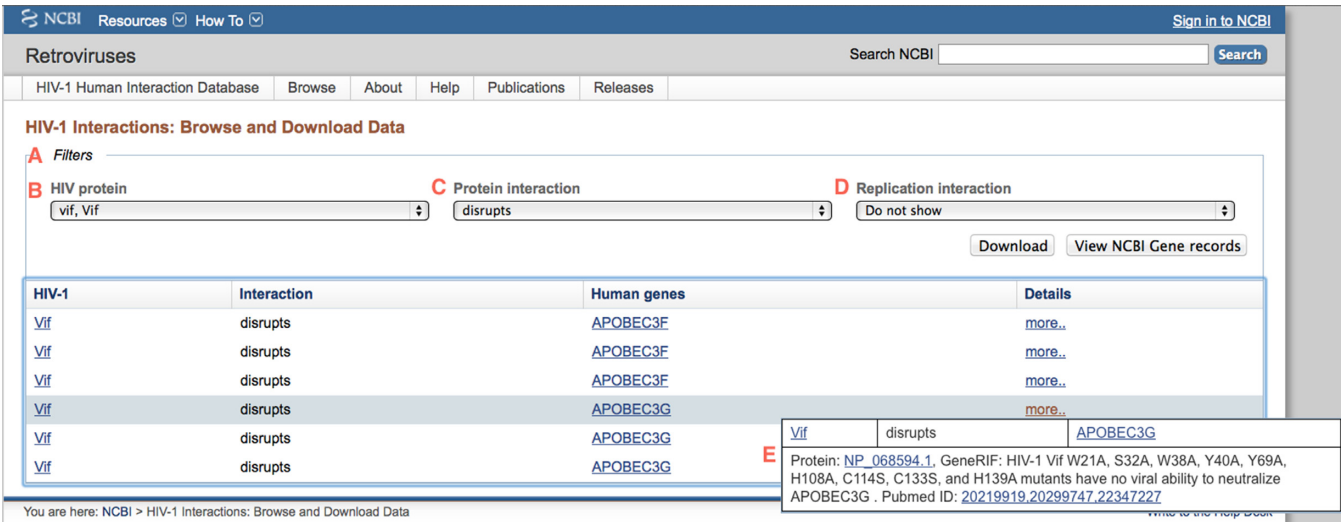 NCBI Resources How To Sign in to NCBI
Retroviruses Search NCBI Search
HIV-1 Human Interaction Database Browse About Help Publications Releases
HIV-1 Interactions: Browse and Download Data
A Filters
B HIV protein C Protein interaction D Replication interaction
vif, Vif disrupts Do not show
Download View NCBI Gene records
HIV-1 Interaction Human genes Details
Vif disrupts APOBEC3F more..
Vif disrupts APOBEC3F more..
Vif disrupts APOBEC3F more..
Vif disrupts APOBEC3G more..
Vif disrupts APOBEC3G
Vif disrupts APOBEC3G
E
Vif disrupts APOBEC3G
Protein: NP_068594.1, GeneRIF: HIV-1 Vif W21A, S32A, W38A, Y40A, Y69A,
H108A, C114S, C133S, and H139A mutants have no viral ability to neutralize
APOBEC3G . Pubmed ID: 20219919,20299747,22347227
You are here: NCBI > HIV-1 Interactions: Browse and Download Data Write to the Help Desk